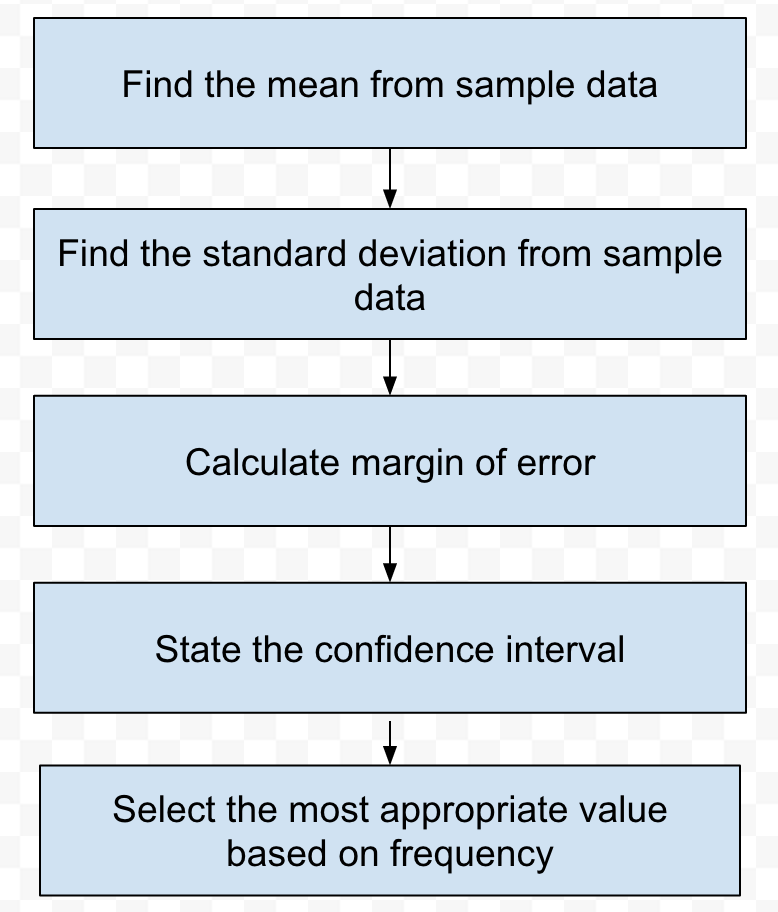 Find the mean from sample data
Find the standard deviation from sample
data
Calculate margin of error
State the confidence interval
Select the most appropriate value
based on frequency